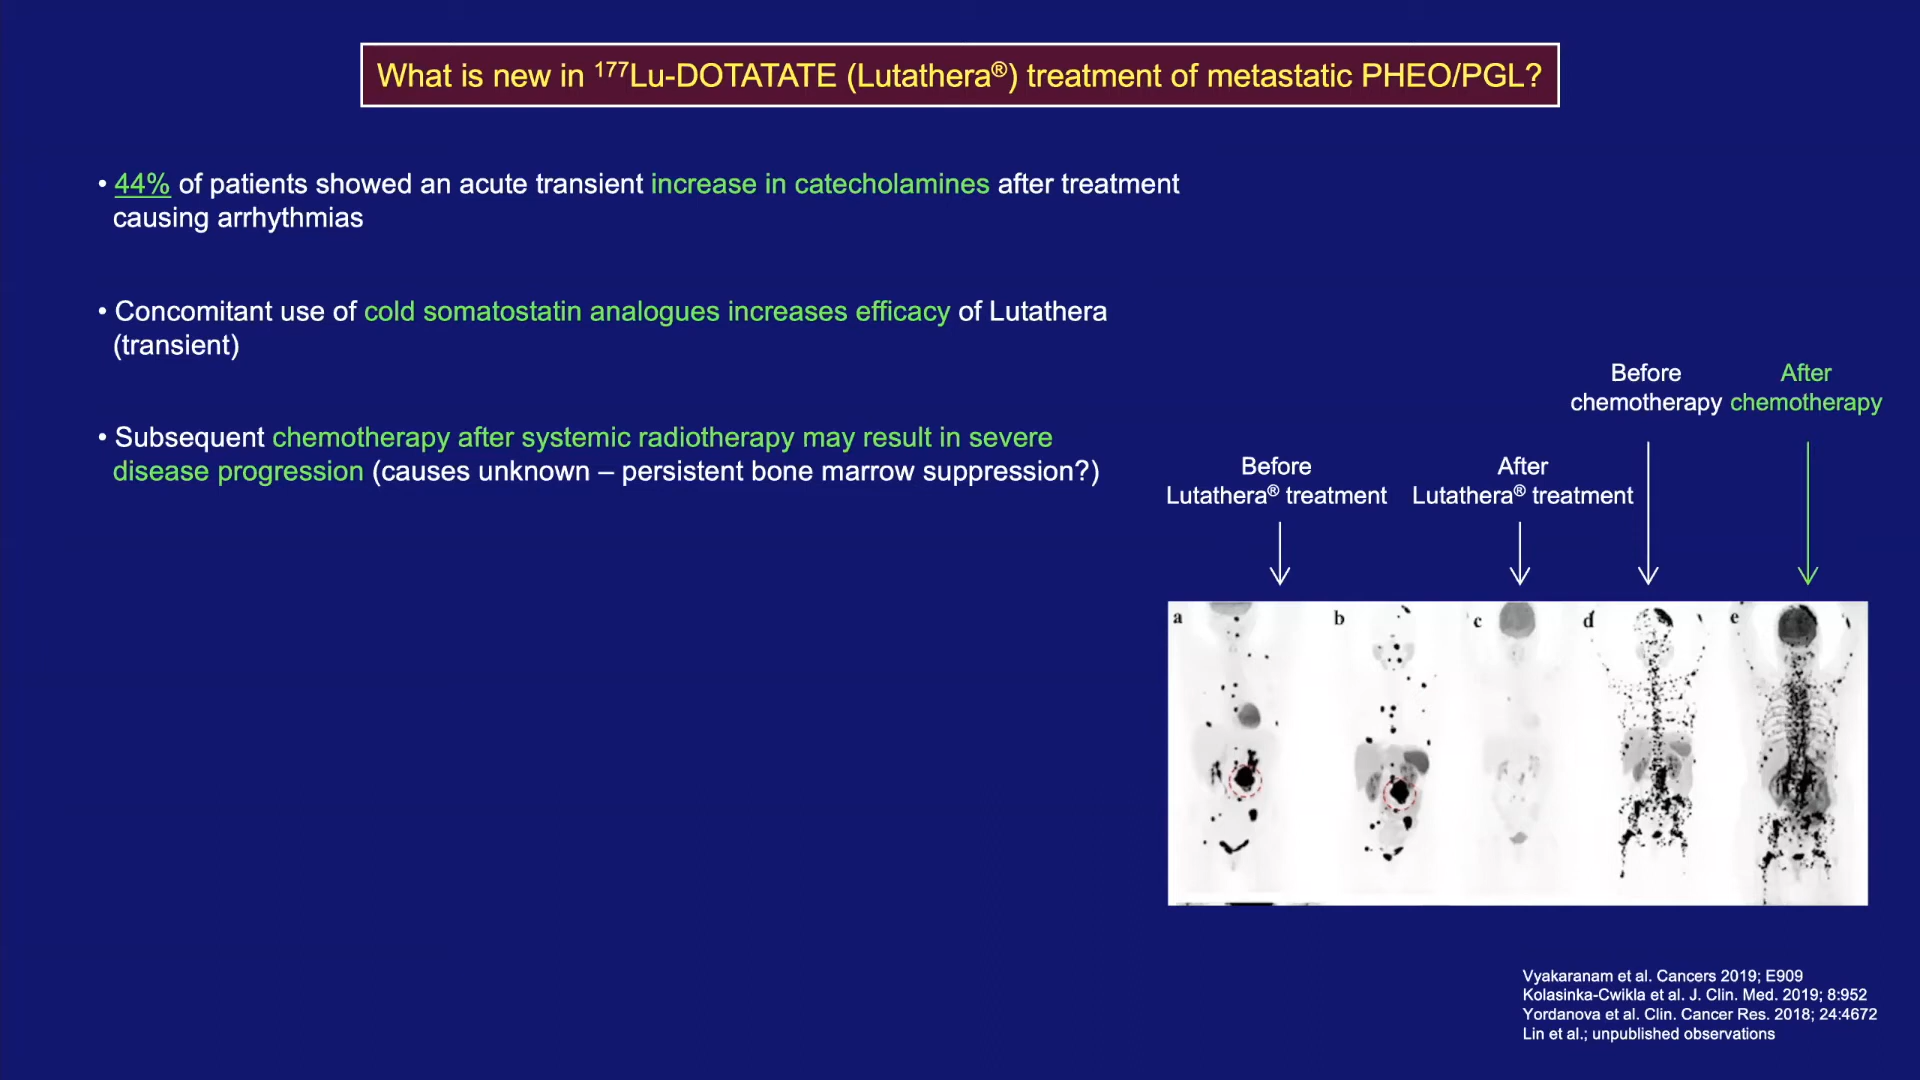 What is new in ¹⁷⁷Lu-DOTATATE (Lutathera®) treatment of metastatic PHEO/PGL?
• 44% of patients showed an acute transient increase in catecholamines after treatment
causing arrhythmias
• Concomitant use of cold somatostatin analogues increases efficacy of Lutathera
(transient)
• Subsequent chemotherapy after systemic radiotherapy may result in severe
disease progression (causes unknown – persistent bone marrow suppression?)
Before
Lutathera® treatment
After
Lutathera® treatment
Before
chemotherapy
After
chemotherapy
a
b
c
d
e
Vyakaranam et al. Cancers 2019; E909
Kolasinka-Cwikla et al. J. Clin. Med. 2019; 8:952
Yordanova et al. Clin. Cancer Res. 2018; 24:4672
Lin et al.; unpublished observations